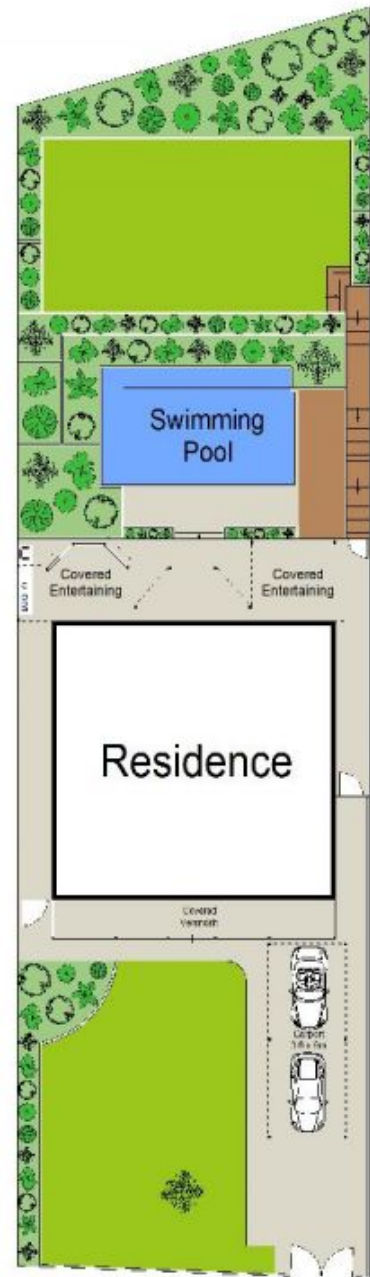 Swimming
Pool
Covered
Entertaining
Covered
Entertaining
Residence
Covered
Verandah
Carport